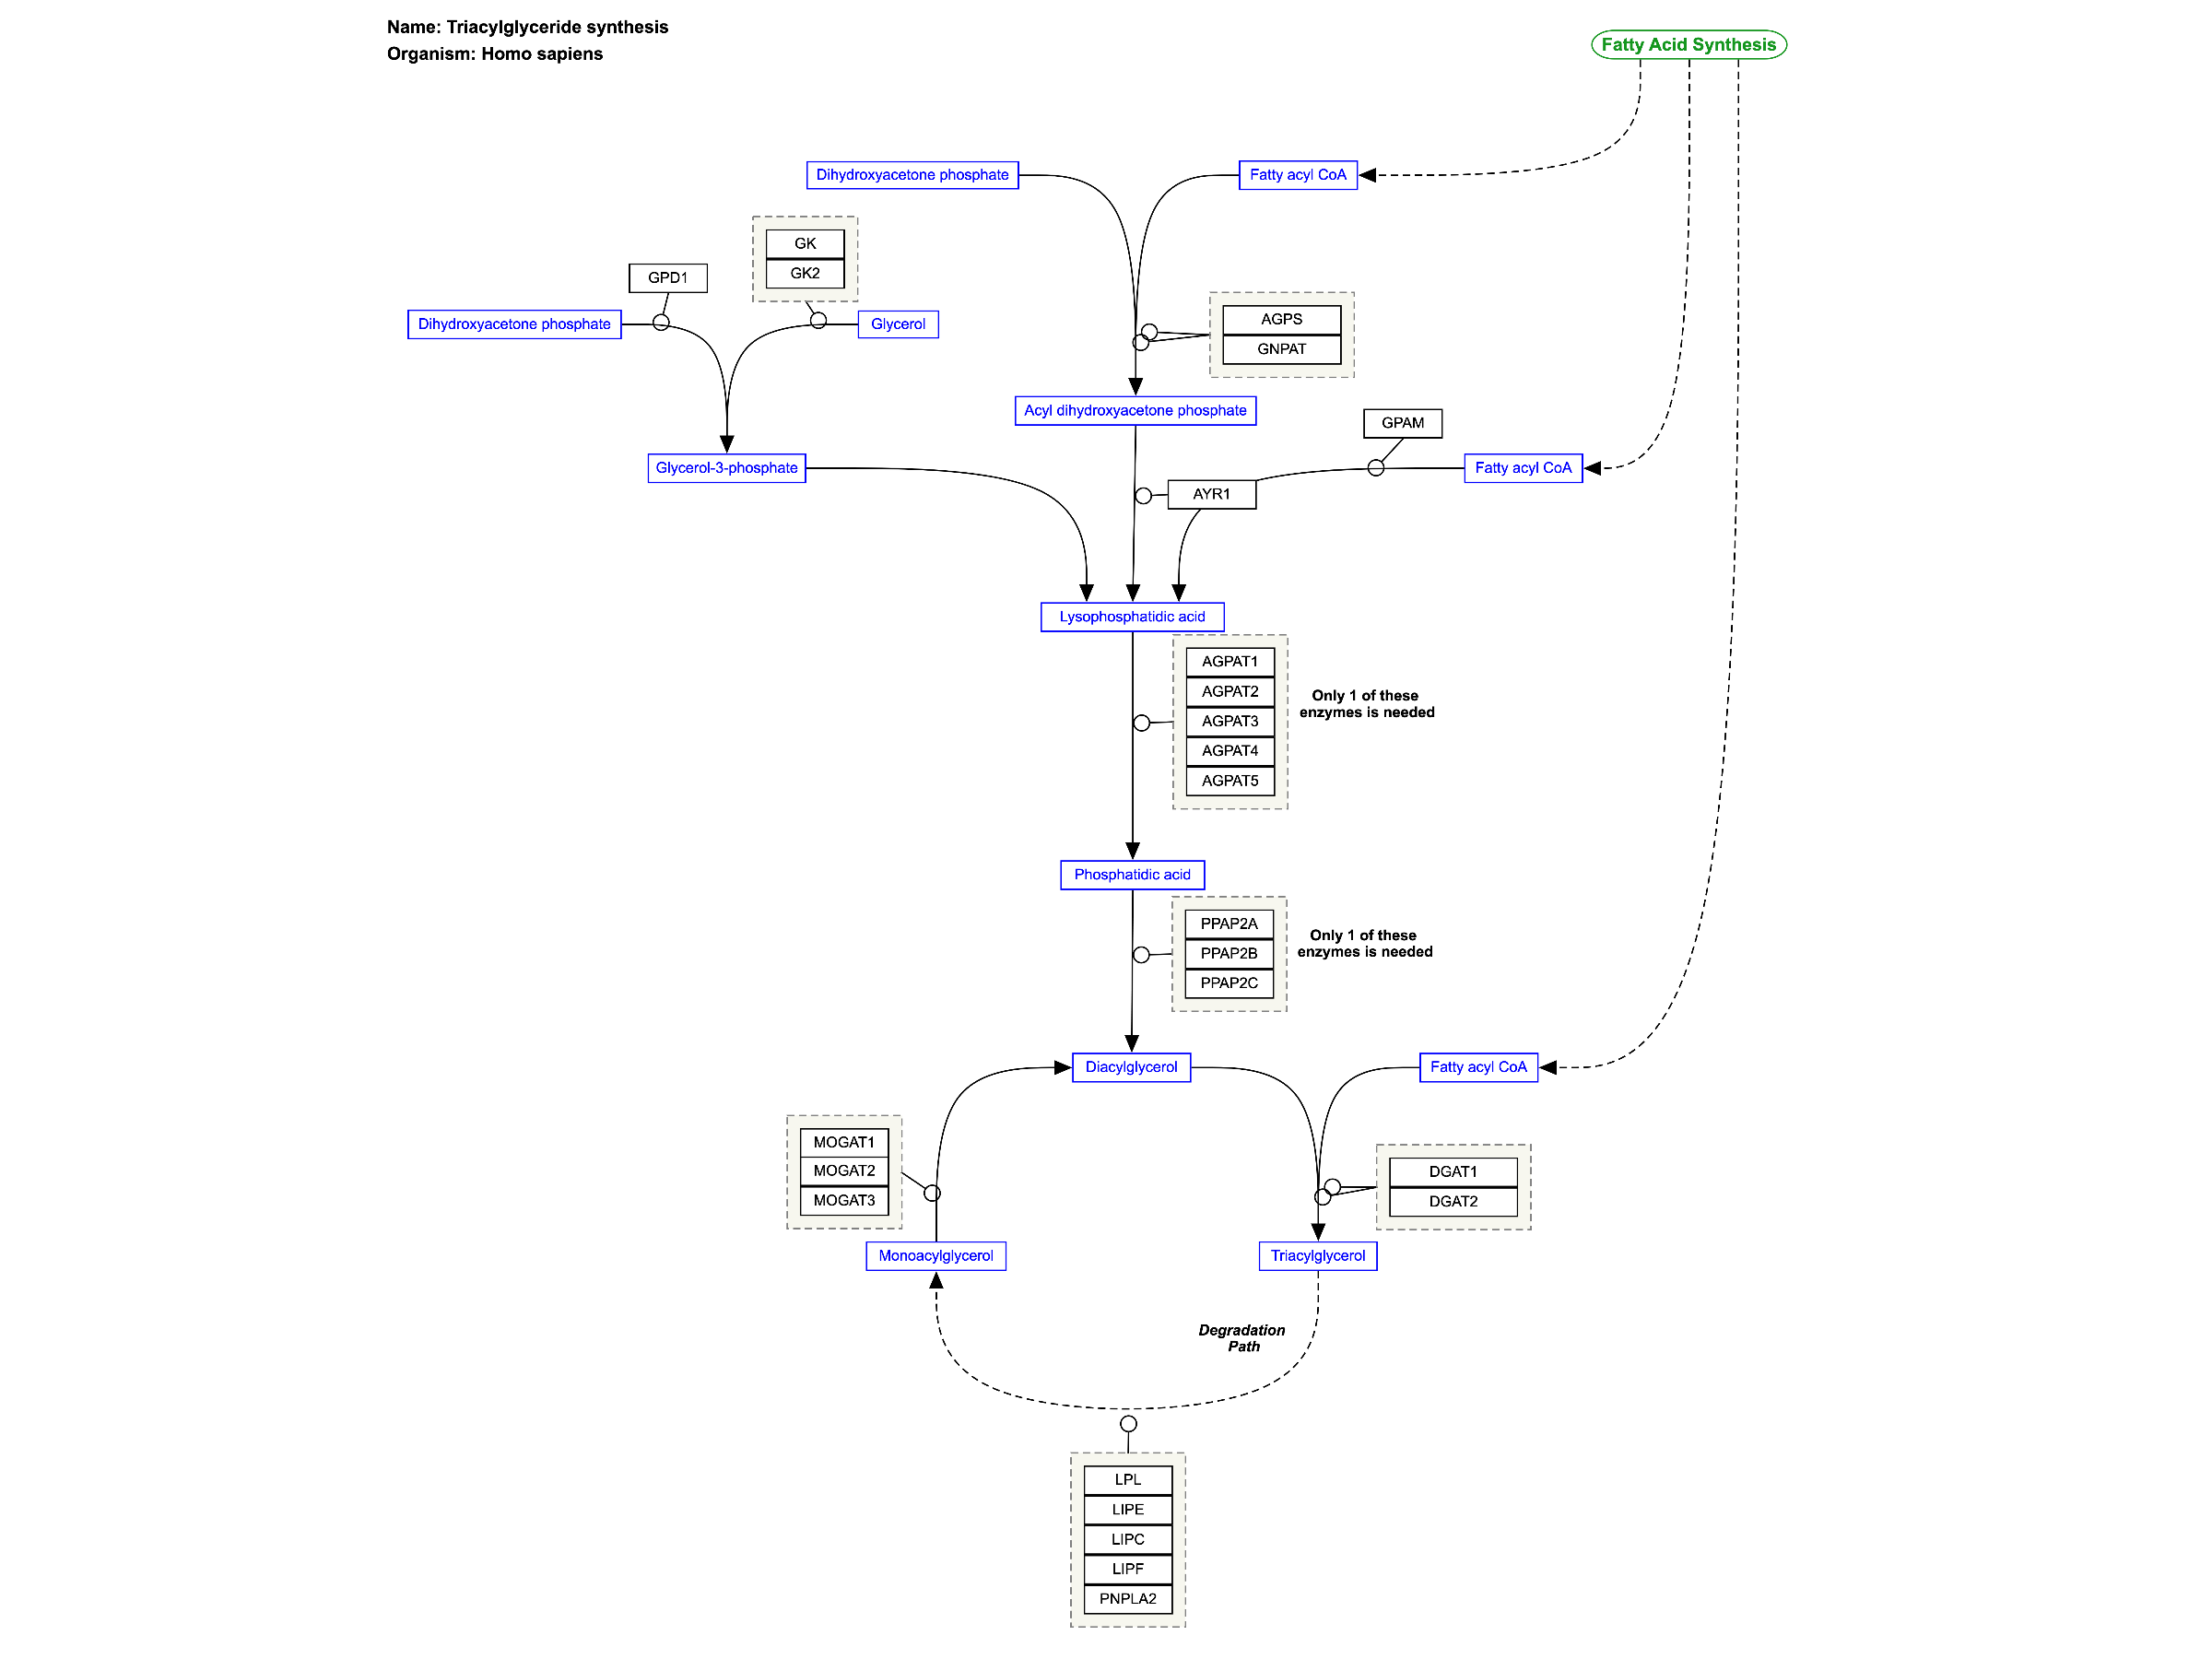 Name: Triacylglyceride synthesis
Organism: Homo sapiens
Fatty Acid Synthesis
Dihydroxyacetone phosphate
Fatty acyl CoA
GK
GK2
GPD1
Dihydroxyacetone phosphate
Glycerol
AGPS
GNPAT
Acyl dihydroxyacetone phosphate
GPAM
Glycerol-3-phosphate
Fatty acyl CoA
AYR1
Lysophosphatidic acid
AGPAT1
AGPAT2
AGPAT3
AGPAT4
AGPAT5
Only 1 of these
enzymes is needed
Phosphatidic acid
PPAP2A
PPAP2B
PPAP2C
Only 1 of these
enzymes is needed
Diacylglycerol
Fatty acyl CoA
MOGAT1
MOGAT2
MOGAT3
DGAT1
DGAT2
Monoacylglycerol
Triacylglycerol
Degradation
Path
LPL
LIPE
LIPC
LIPF
PNPLA2